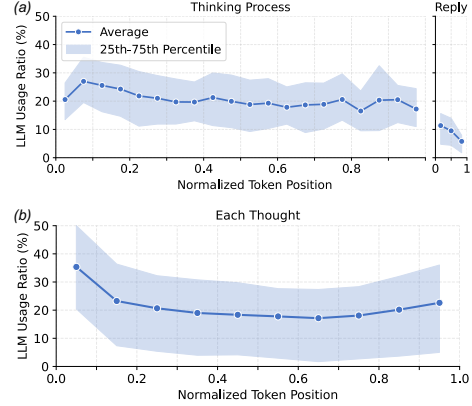 (a)
Thinking Process
Reply
LLM Usage Ratio (%)
50
40
30
20
10
0
Average
25th-75th Percentile
0.0 0.2 0.4 0.6 0.8 0 1
Normalized Token Position
(b)
Each Thought
LLM Usage Ratio (%)
50
40
30
20
10
0
0.0 0.2 0.4 0.6 0.8 1.0
Normalized Token Position